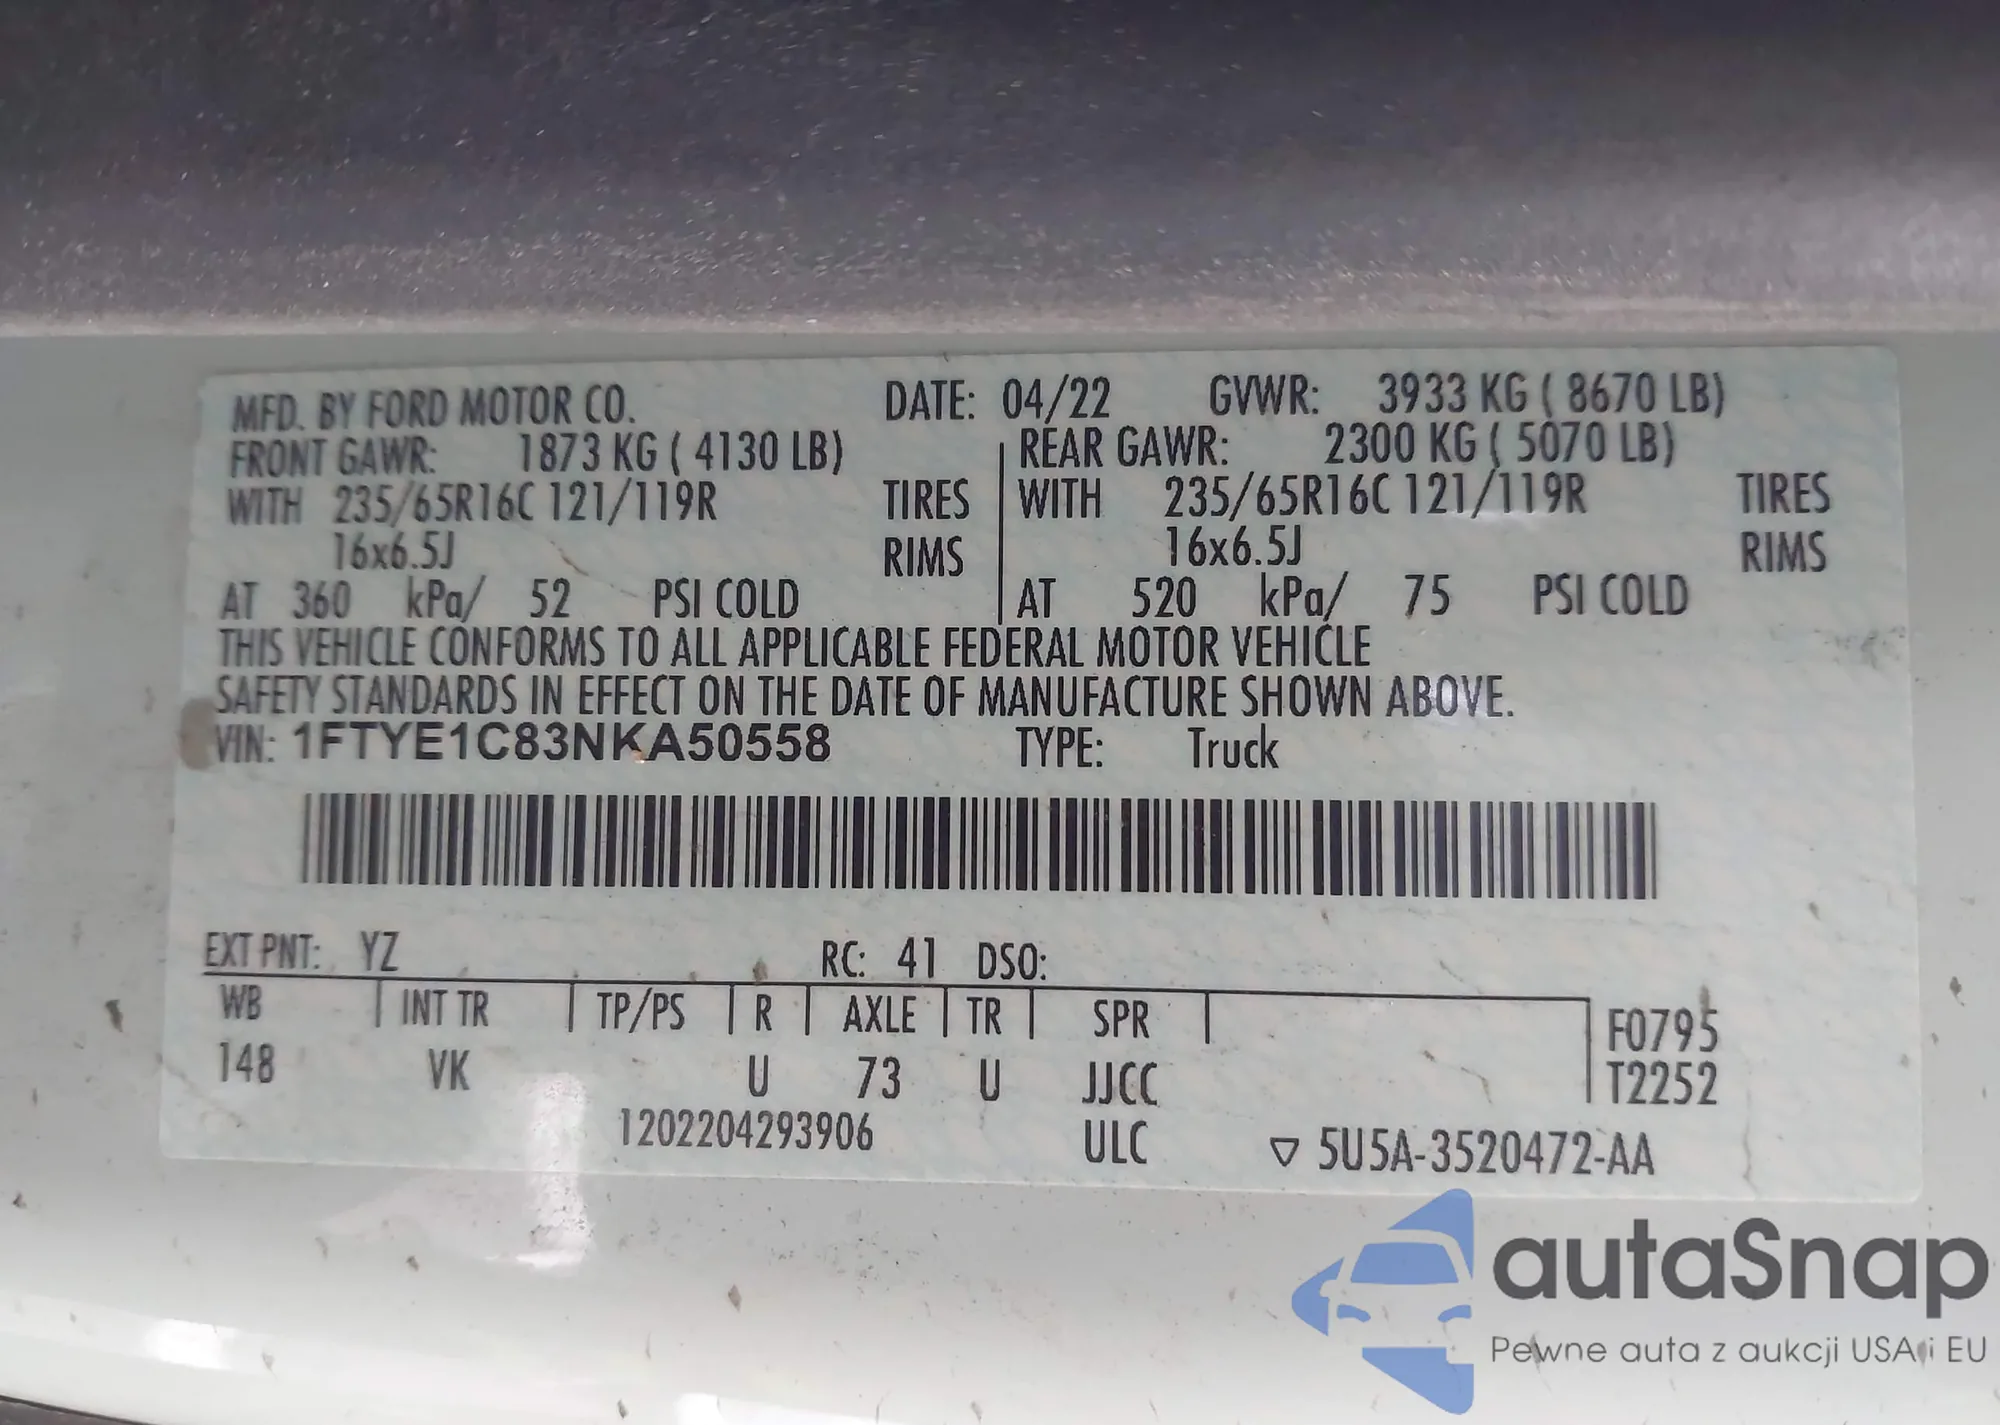 MFD. BY FORD MOTOR CO. DATE: 04/22 GVWR: 3933 KG ( 8670 LB)
FRONT GAWR: 1873 KG ( 4130 LB) REAR GAWR: 2300 KG ( 5070 LB)
WITH 235/65R16C 121/119R TIRES WITH 235/65R16C 121/119R TIRES
16x6.5J RIMS 16x6.5J RIMS
AT 360 kPa/ 52 PSI COLD AT 520 kPa/ 75 PSI COLD
THIS VEHICLE CONFORMS TO ALL APPLICABLE FEDERAL MOTOR VEHICLE
SAFETY STANDARDS IN EFFECT ON THE DATE OF MANUFACTURE SHOWN ABOVE.
VIN: 1FTYE1C83NKA50558 TYPE: Truck
EXT PNT: YZ RC: 41 DSO:
WB INT TR TP/PS R AXLE TR SPR F0795
148 VK U 73 U JJCC T2252
1202204293906 ULC ▽ 5U5A-3520472-AA
autaSnap
Pewne auta z aukcji USA i EU